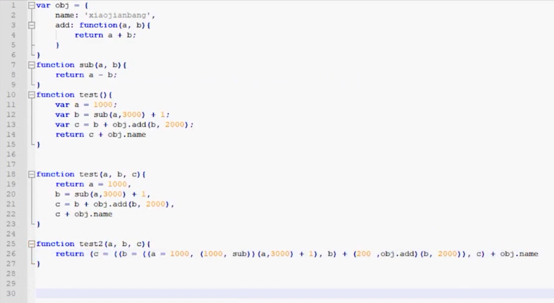 1 var obj = {
2 name: 'xiaojianbang',
3 add: function(a, b){
4 return a + b;
5 }
6 }
7 function sub(a, b){
8 return a - b;
9 }
10 function test(){
11 var a = 1000;
12 var b = sub(a,3000) + 1;
13 var c = b + obj.add(b, 2000);
14 return c + obj.name
15 }
16
17
18 function test(a, b, c){
19 return a = 1000,
20 b = sub(a,3000) + 1,
21 c = b + obj.add(b, 2000),
22 c + obj.name
23 }
24
25 function test2(a, b, c){
26 return (c = ((b = ((a = 1000, (1000, sub))(a,3000) + 1), b) + (200 ,obj.add)(b, 2000)), c) + obj.name
27 }
28
29
30